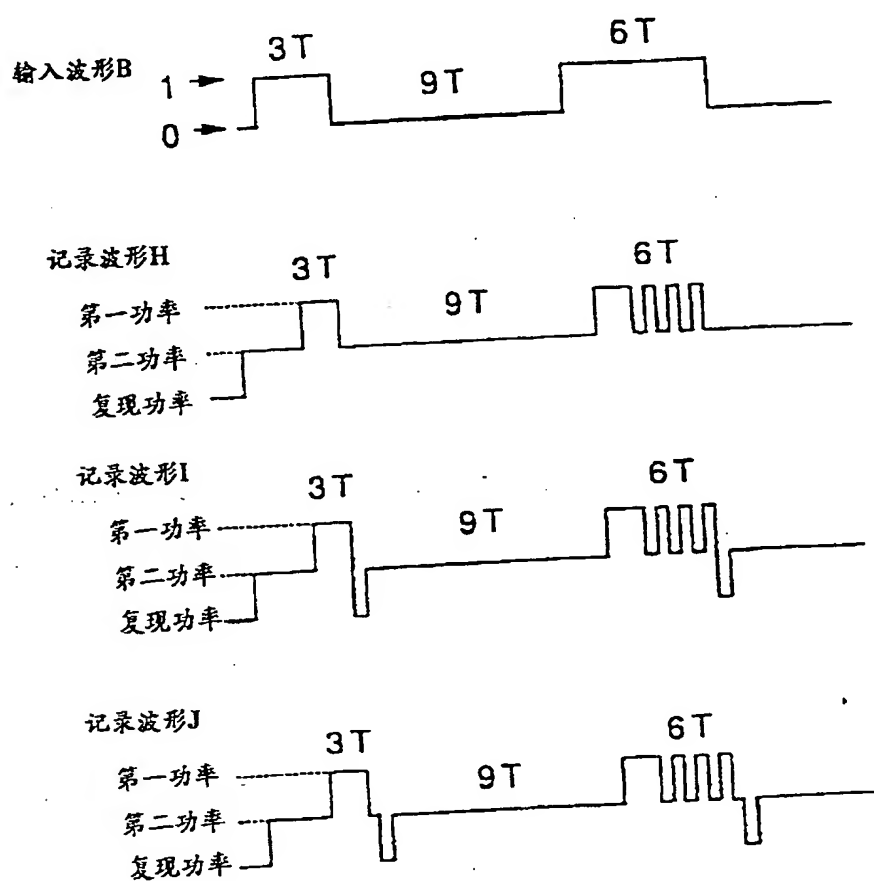 3T
6T
输入波形B
1
9T
0
记录波形H
3T
6T
第一功率
9T
第二功率
复现功率
记录波形I
3T
6T
第一功率
9T
第二功率
复现功率
记录波形J
3T
6T
第一功率
9T
第二功率
复现功率